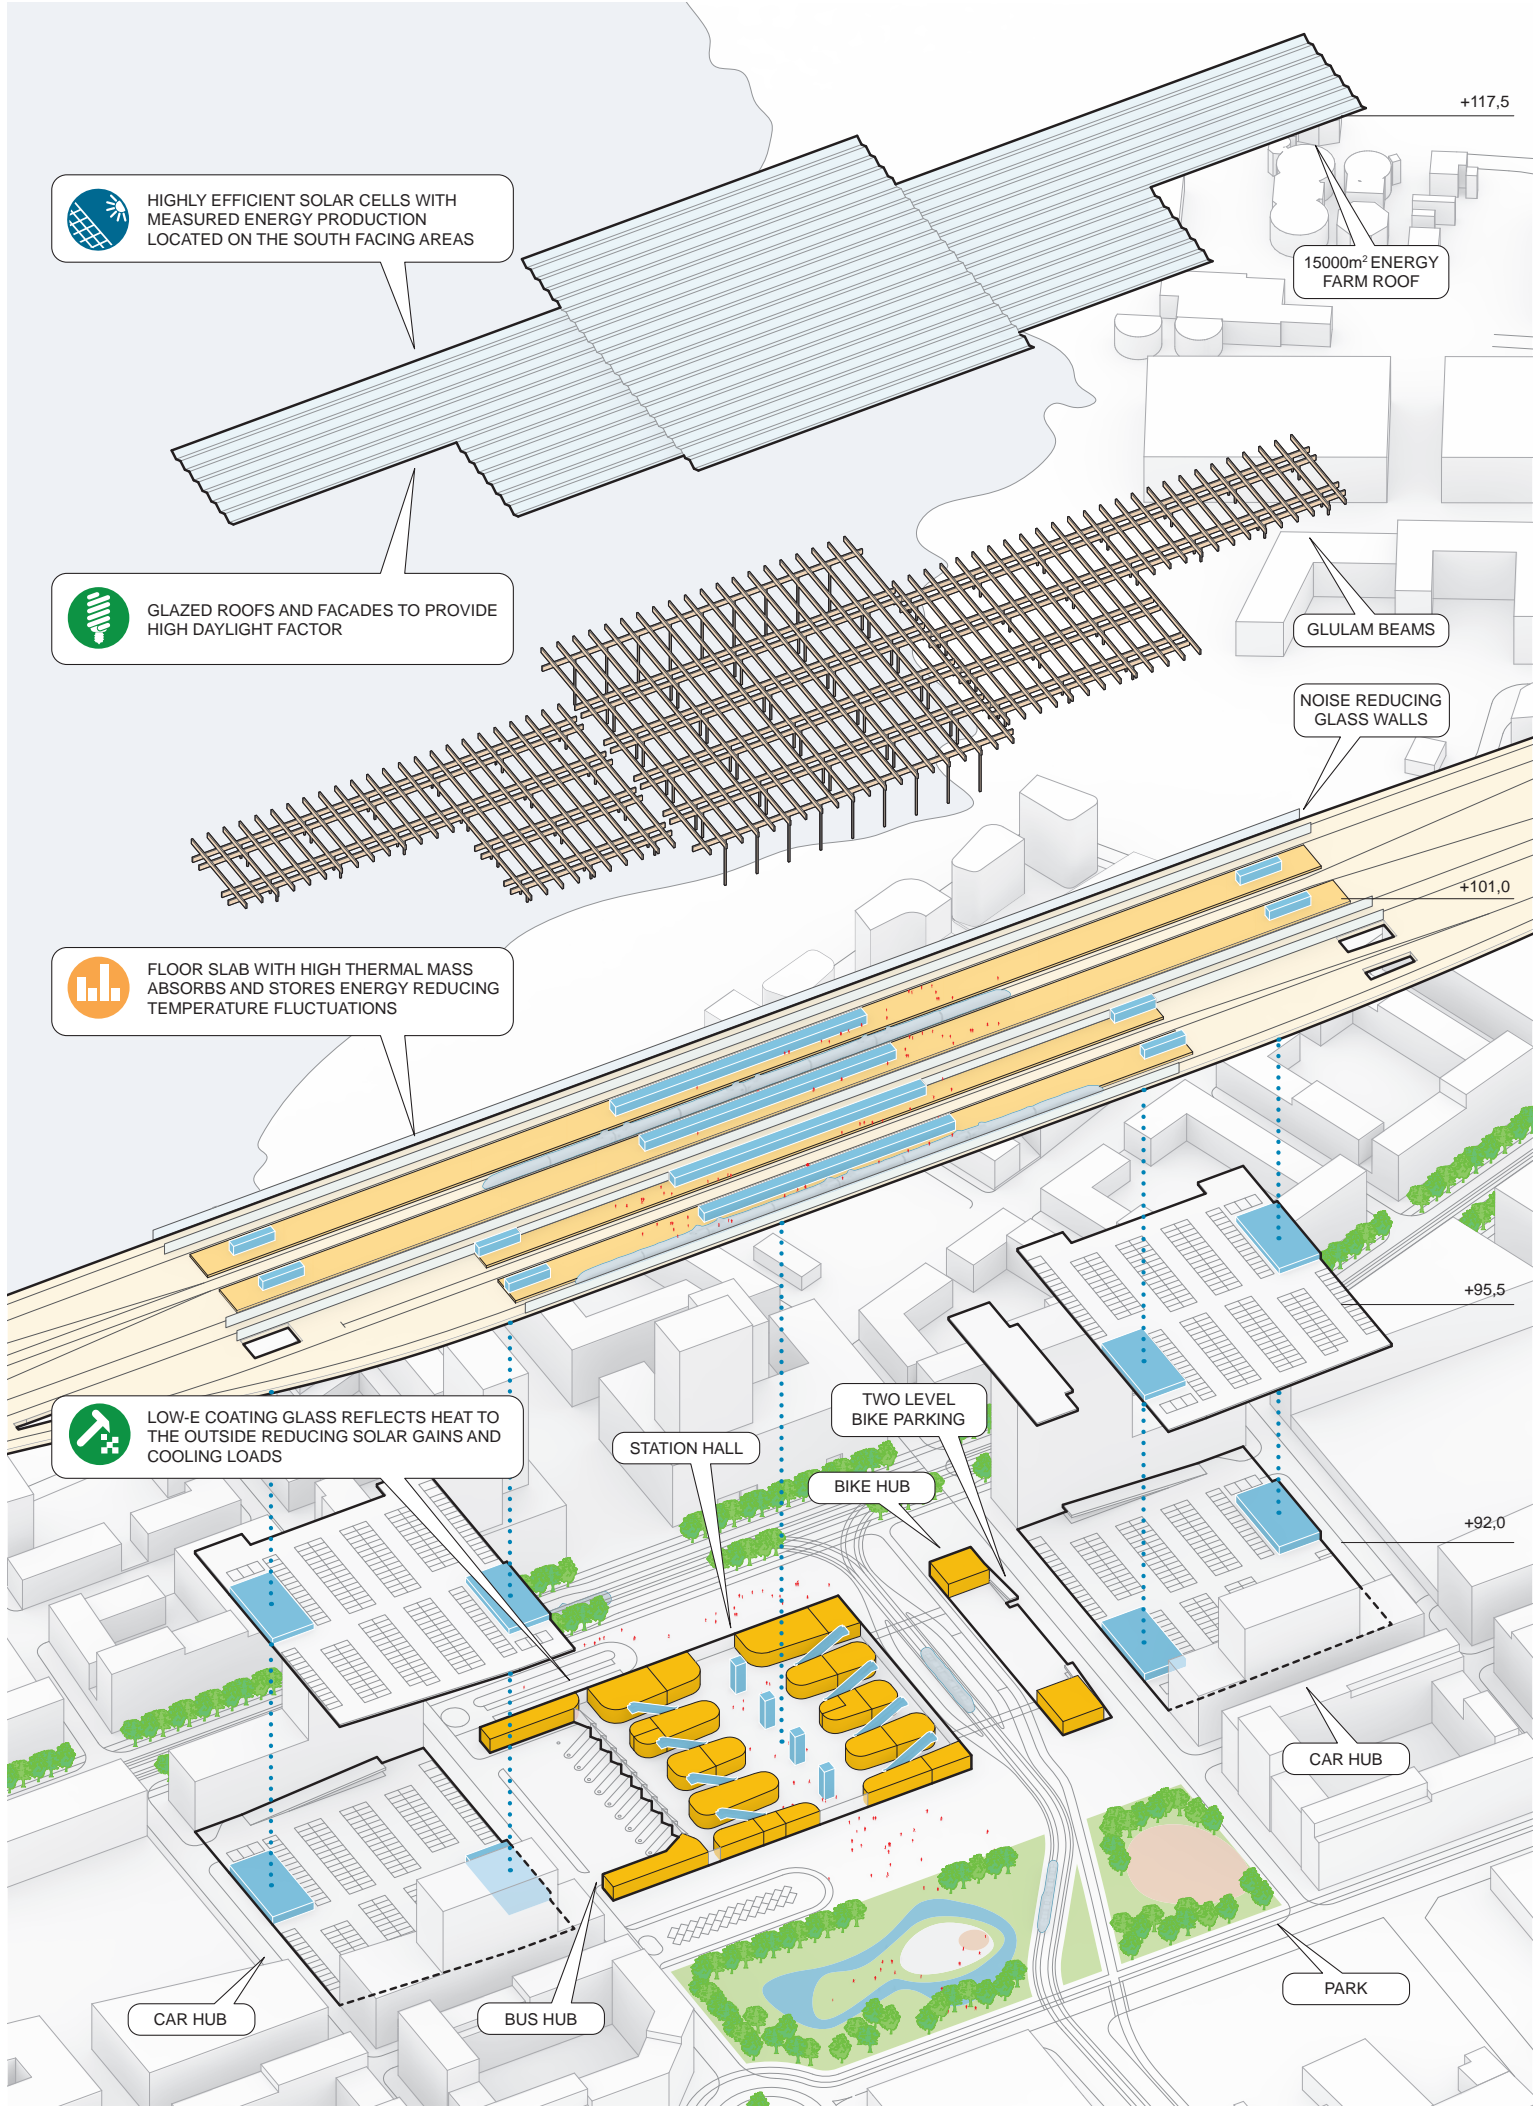 +117,5
HIGHLY EFFICIENT SOLAR CELLS WITH
MEASURED ENERGY PRODUCTION
LOCATED ON THE SOUTH FACING AREAS
15000m² ENERGY
FARM ROOF
GLAZED ROOFS AND FACADES TO PROVIDE
HIGH DAYLIGHT FACTOR
GLULAM BEAMS
NOISE REDUCING
GLASS WALLS
+101,0
FLOOR SLAB WITH HIGH THERMAL MASS
ABSORBS AND STORES ENERGY REDUCING
TEMPERATURE FLUCTUATIONS
+95,5
LOW-E COATING GLASS REFLECTS HEAT TO
THE OUTSIDE REDUCING SOLAR GAINS AND
COOLING LOADS
TWO LEVEL
BIKE PARKING
STATION HALL
BIKE HUB
+92,0
CAR HUB
PARK
CAR HUB
BUS HUB